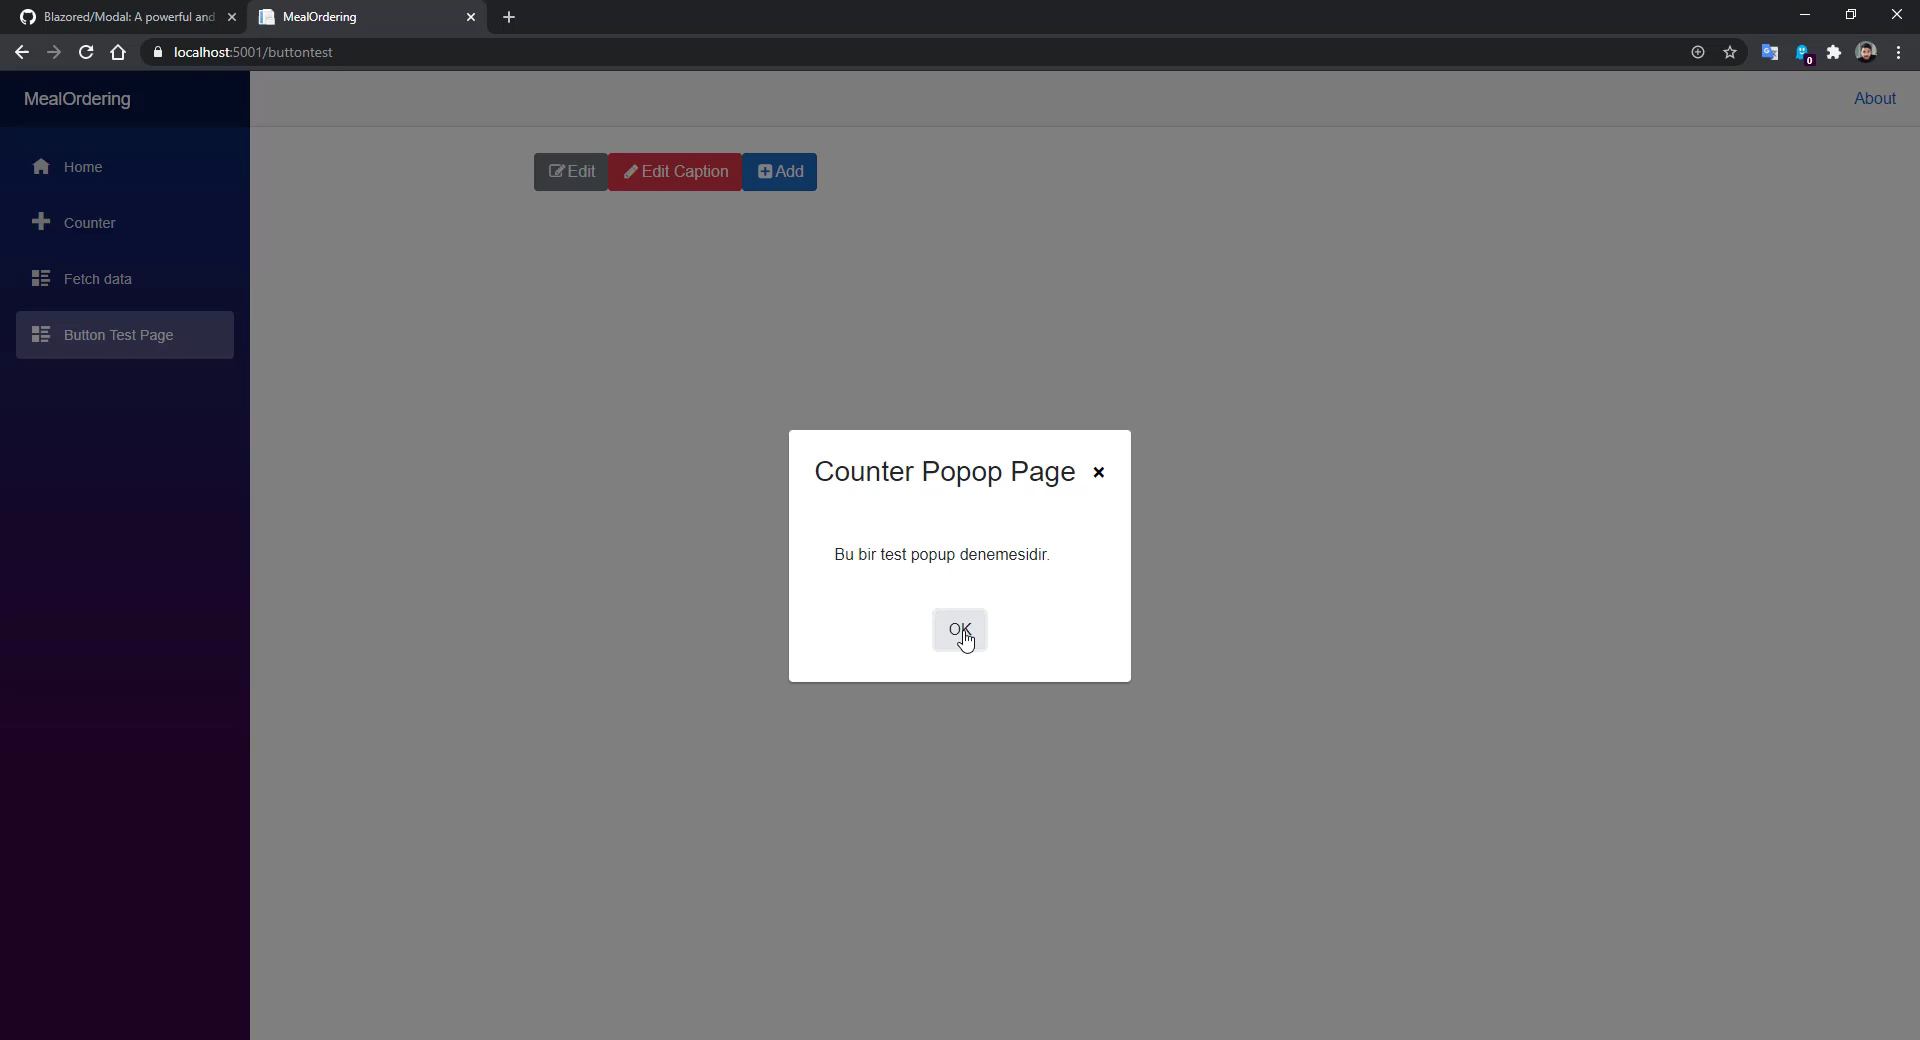 Blazored/Modal: A powerful and
MealOrdering
localhost:5001/buttontest
0
MealOrdering
About
Home
Counter
Fetch data
Button Test Page
Edit
Edit Caption
Add
Counter Popop Page
Bu bir test popup denemesidir.
OK